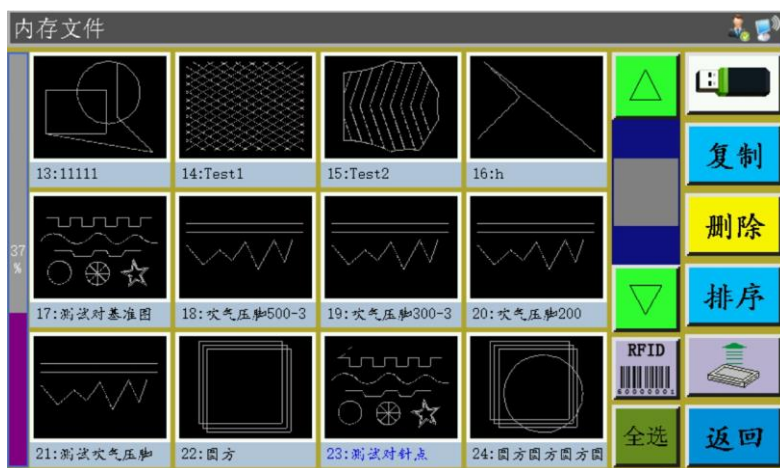 内存文件
13:11111
14:Test1
15:Test2
16:h
复制
删除
37
%
17:测试对基准图
18:吹气压脚500-3
19:吹气压脚300-3
20:吹气压脚200
排序
RFID
21:测试吹气压脚
22:圆方
23:测试对针点
24:圆方圆方圆方圆
全选
返回